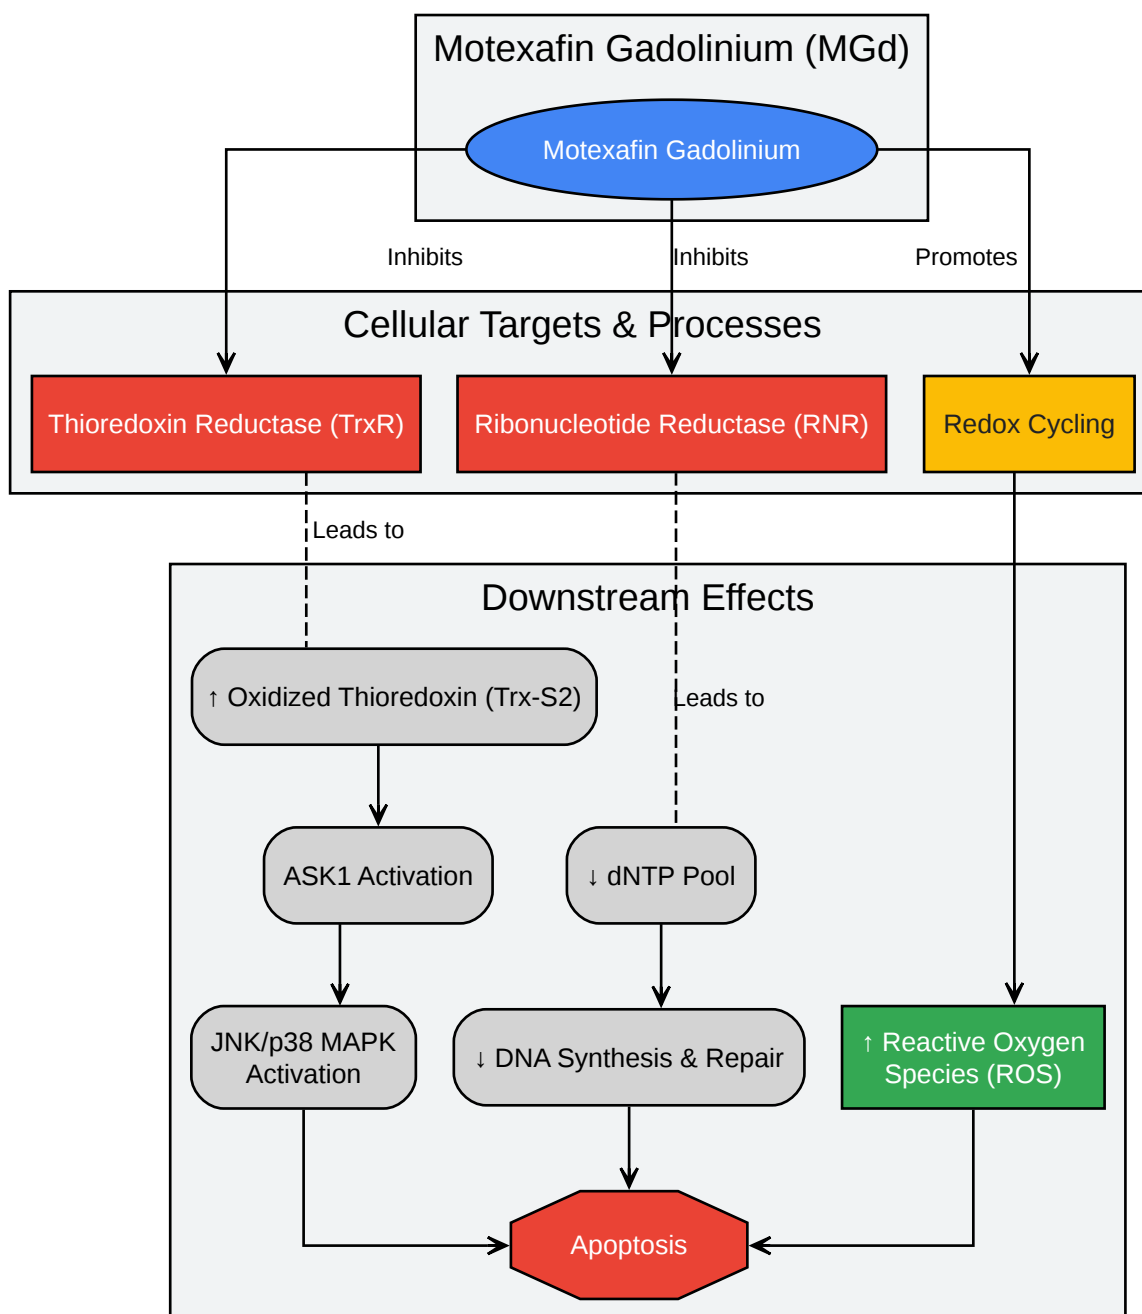 Motexafin Gadolinium (MGd)
Motexafin Gadolinium
Inhibits
Inhibits
Promotes
Cellular Targets & Processes
Thioredoxin Reductase (TrxR)
Ribonucleotide Reductase (RNR)
Redox Cycling
Leads to
Downstream Effects
↑ Oxidized Thioredoxin (Trx-S2)
Leads to
ASK1 Activation
↓ dNTP Pool
JNK/p38 MAPK
Activation
↓ DNA Synthesis & Repair
↑ Reactive Oxygen
Species (ROS)
Apoptosis